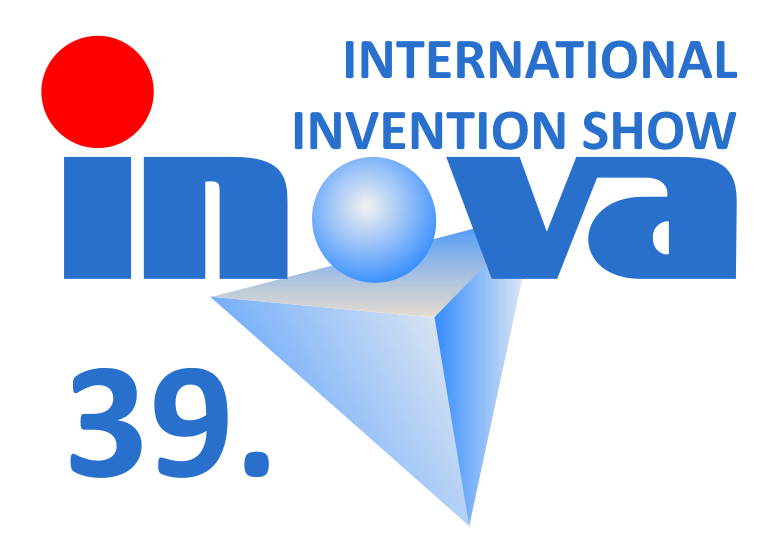 INTERNATIONAL
INVENTION SHOW
inova
39.